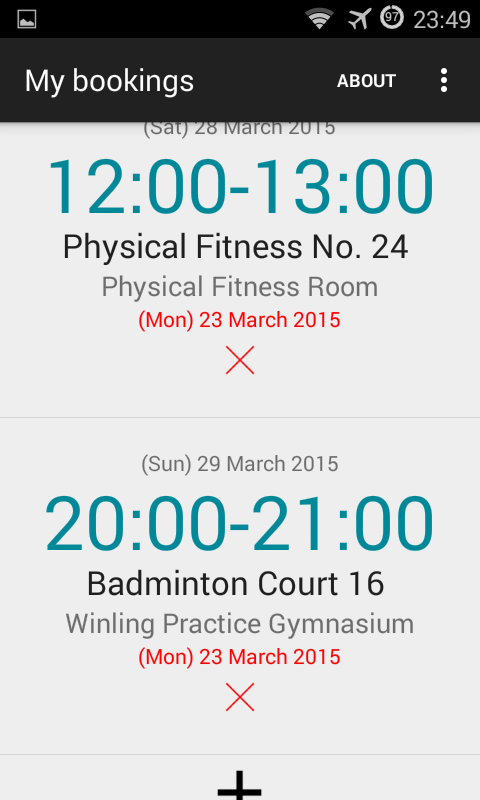 97 23:49
My bookings ABOUT
(Sat) 28 March 2015
12:00-13:00
Physical Fitness No. 24
Physical Fitness Room
(Mon) 23 March 2015
(Sun) 29 March 2015
20:00-21:00
Badminton Court 16
Winling Practice Gymnasium
(Mon) 23 March 2015